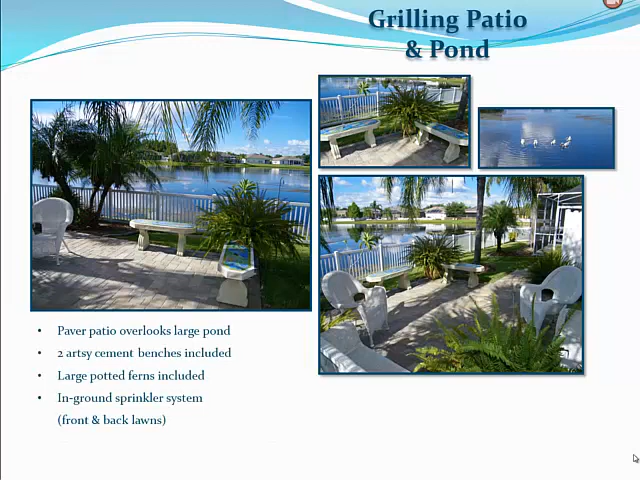 Grilling Patio
& Pond
• Paver patio overlooks large pond
• 2 artsy cement benches included
• Large potted ferns included
• In-ground sprinkler system
(front & back lawns)